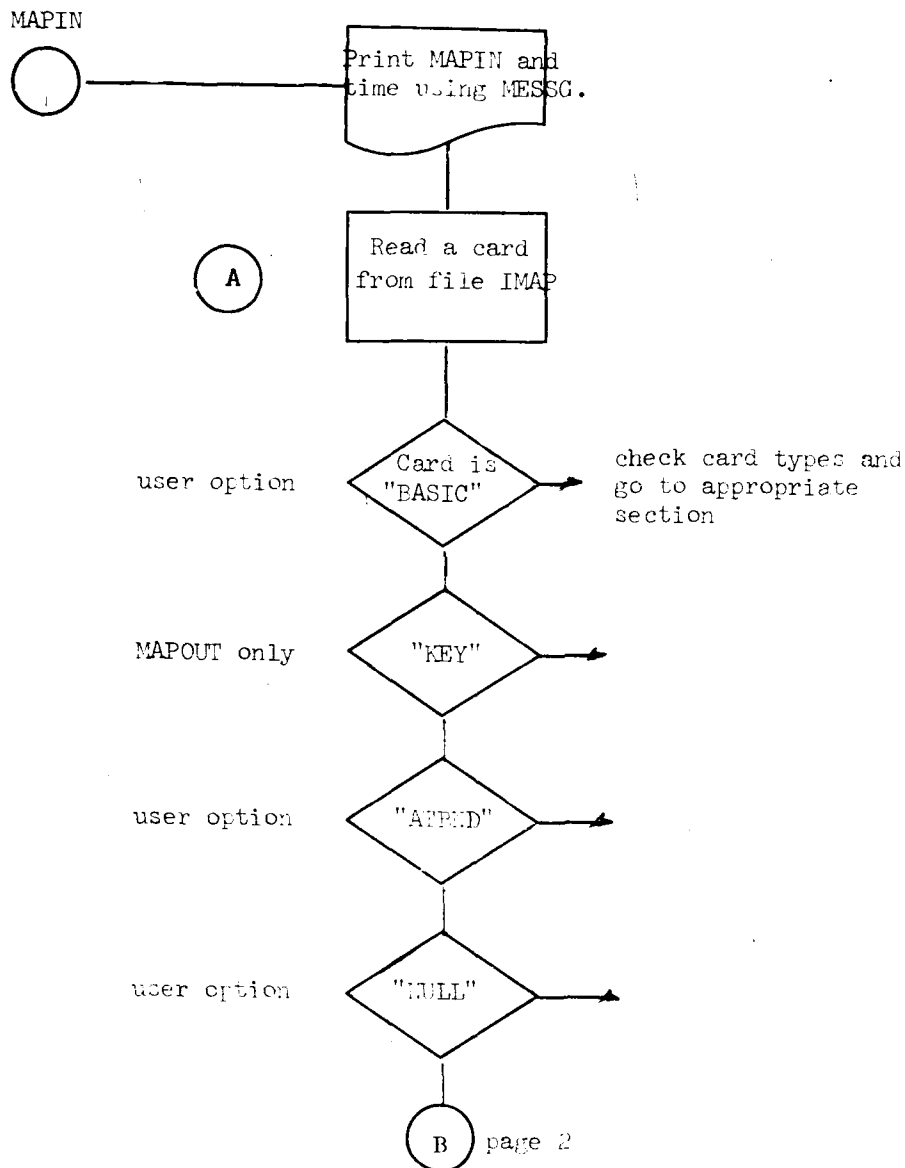 MAPIN
Print MAPIN and
time using MESSG.
Read a card
from file IMAP
A
Card is
"BASIC"
user option
check card types and
go to appropriate
section
MAPOUT only
"KEY"
user option
user option
B
page 2